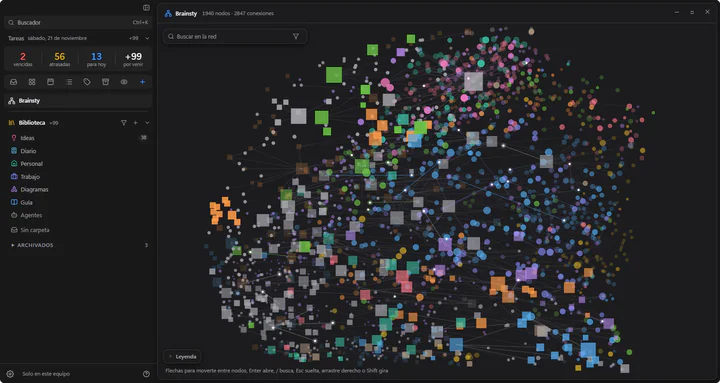 Buscador Ctrl+K
Tareas sábado, 21 de noviembre +99
2 56 13 +99
vencidas atrasadas para hoy por venir
Brainsty
Biblioteca +99
Ideas 38
Diario
Personal
Trabajo
Diagramas
Guía
Agentes
Sin carpeta
ARCHIVADOS 3
Solo en este equipo
Brainsty 1940 nodos · 2847 conexiones
Buscar en la red
Leyenda
Flechas para moverte entre nodos, Enter abre, / busca, Esc suelta, arrastre derecho o Shift gira